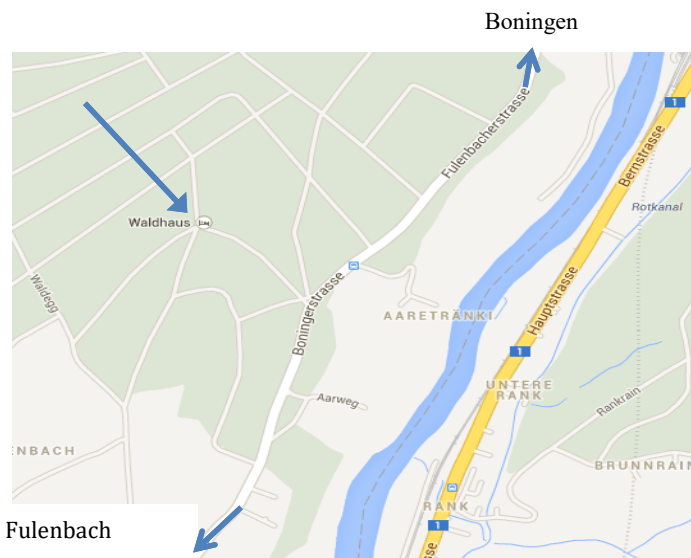 Boningen
1
Fulenbacherstrasse
Bernstrasse
Rotkanal
Waldhaus
Waldegg
Boningerstrasse
Hauptstrasse
AARETRÄNKI
1
UNTERE
RANK
Aarweg
Rankrain
ENBACH
BRUNNRAIN
RANK
1
Fulenbach
sse